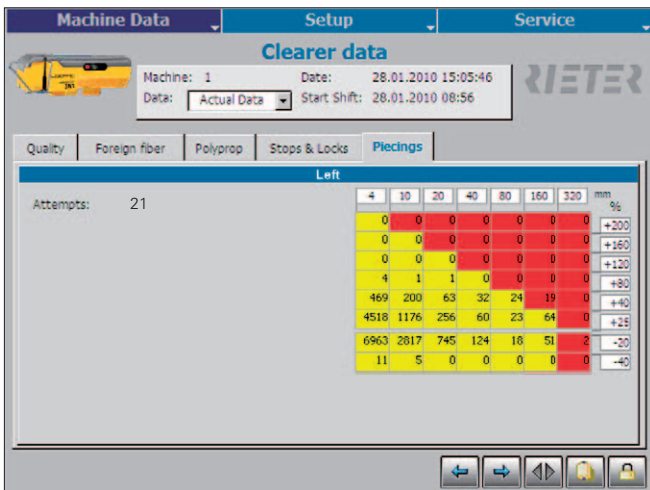 Machine Data Setup Service
Clearer data
Machine: 1 Date: 28.01.2010 15:05:46
Data: Actual Data Start Shift: 28.01.2010 08:56
RIETER
Quality Foreign fiber Polyprop Stops & Locks Piecings
Left
Attempts: 21
4 10 20 40 80 160 320 mm
%
0 0 0 0 0 0 0 +200
0 0 0 0 0 0 0 +160
0 0 0 0 0 0 0 +120
4 1 1 0 0 0 0 +80
469 200 63 32 24 19 0 +40
4518 1176 256 60 23 64 0 +25
6963 2817 745 124 18 51 2 -20
11 5 0 0 0 0 0 -40